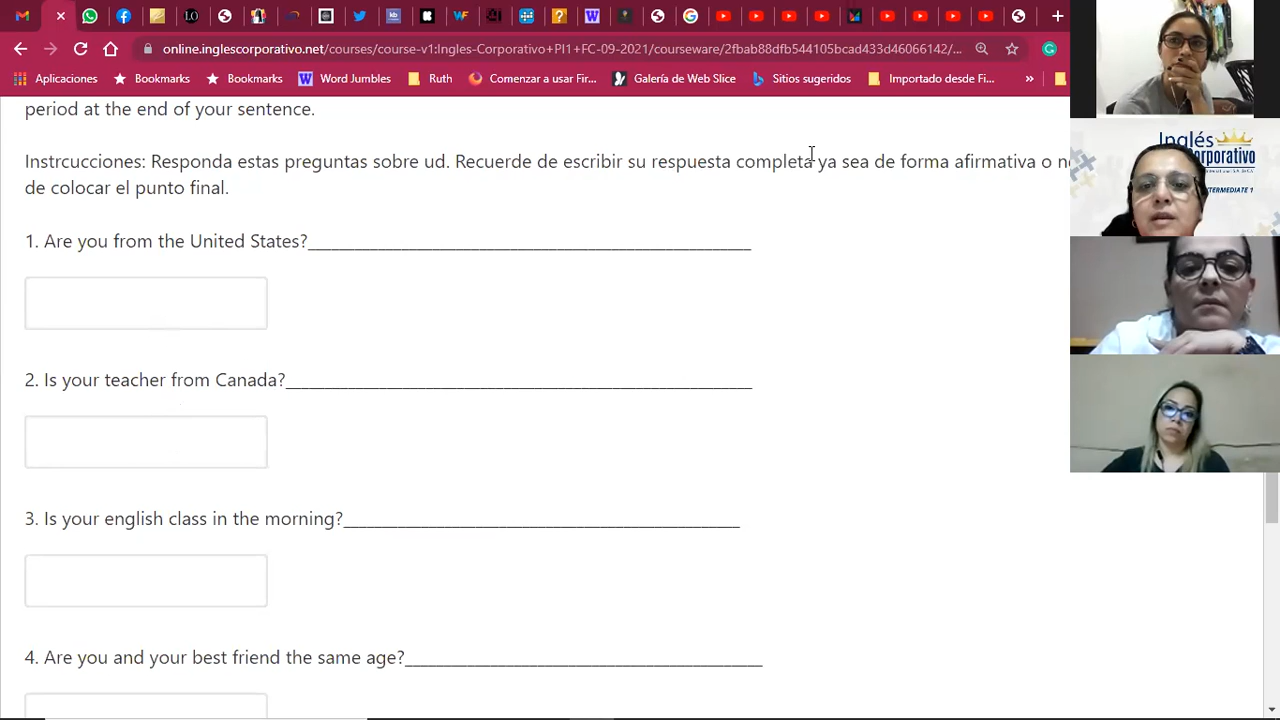 online.inglescorporativo.net/courses/course-v1:Ingles-Corporativo+PI1+FC-09-2021/courseware/2fbab88dfb544105bcad433d46066142/...
Aplicaciones Bookmarks Bookmarks Word Jumbles Ruth Comenzar a usar Fir... Galería de Web Slice Sitios sugeridos Importado desde Fi... »
period at the end of your sentence.
Instrcucciones: Responda estas preguntas sobre ud. Recuerde de escribir su respuesta completa ya sea de forma afirmativa o
de colocar el punto final.
1. Are you from the United States?
2. Is your teacher from Canada?
3. Is your english class in the morning?
4. Are you and your best friend the same age?
Inglés
orporativo
TERMEDIATE 1